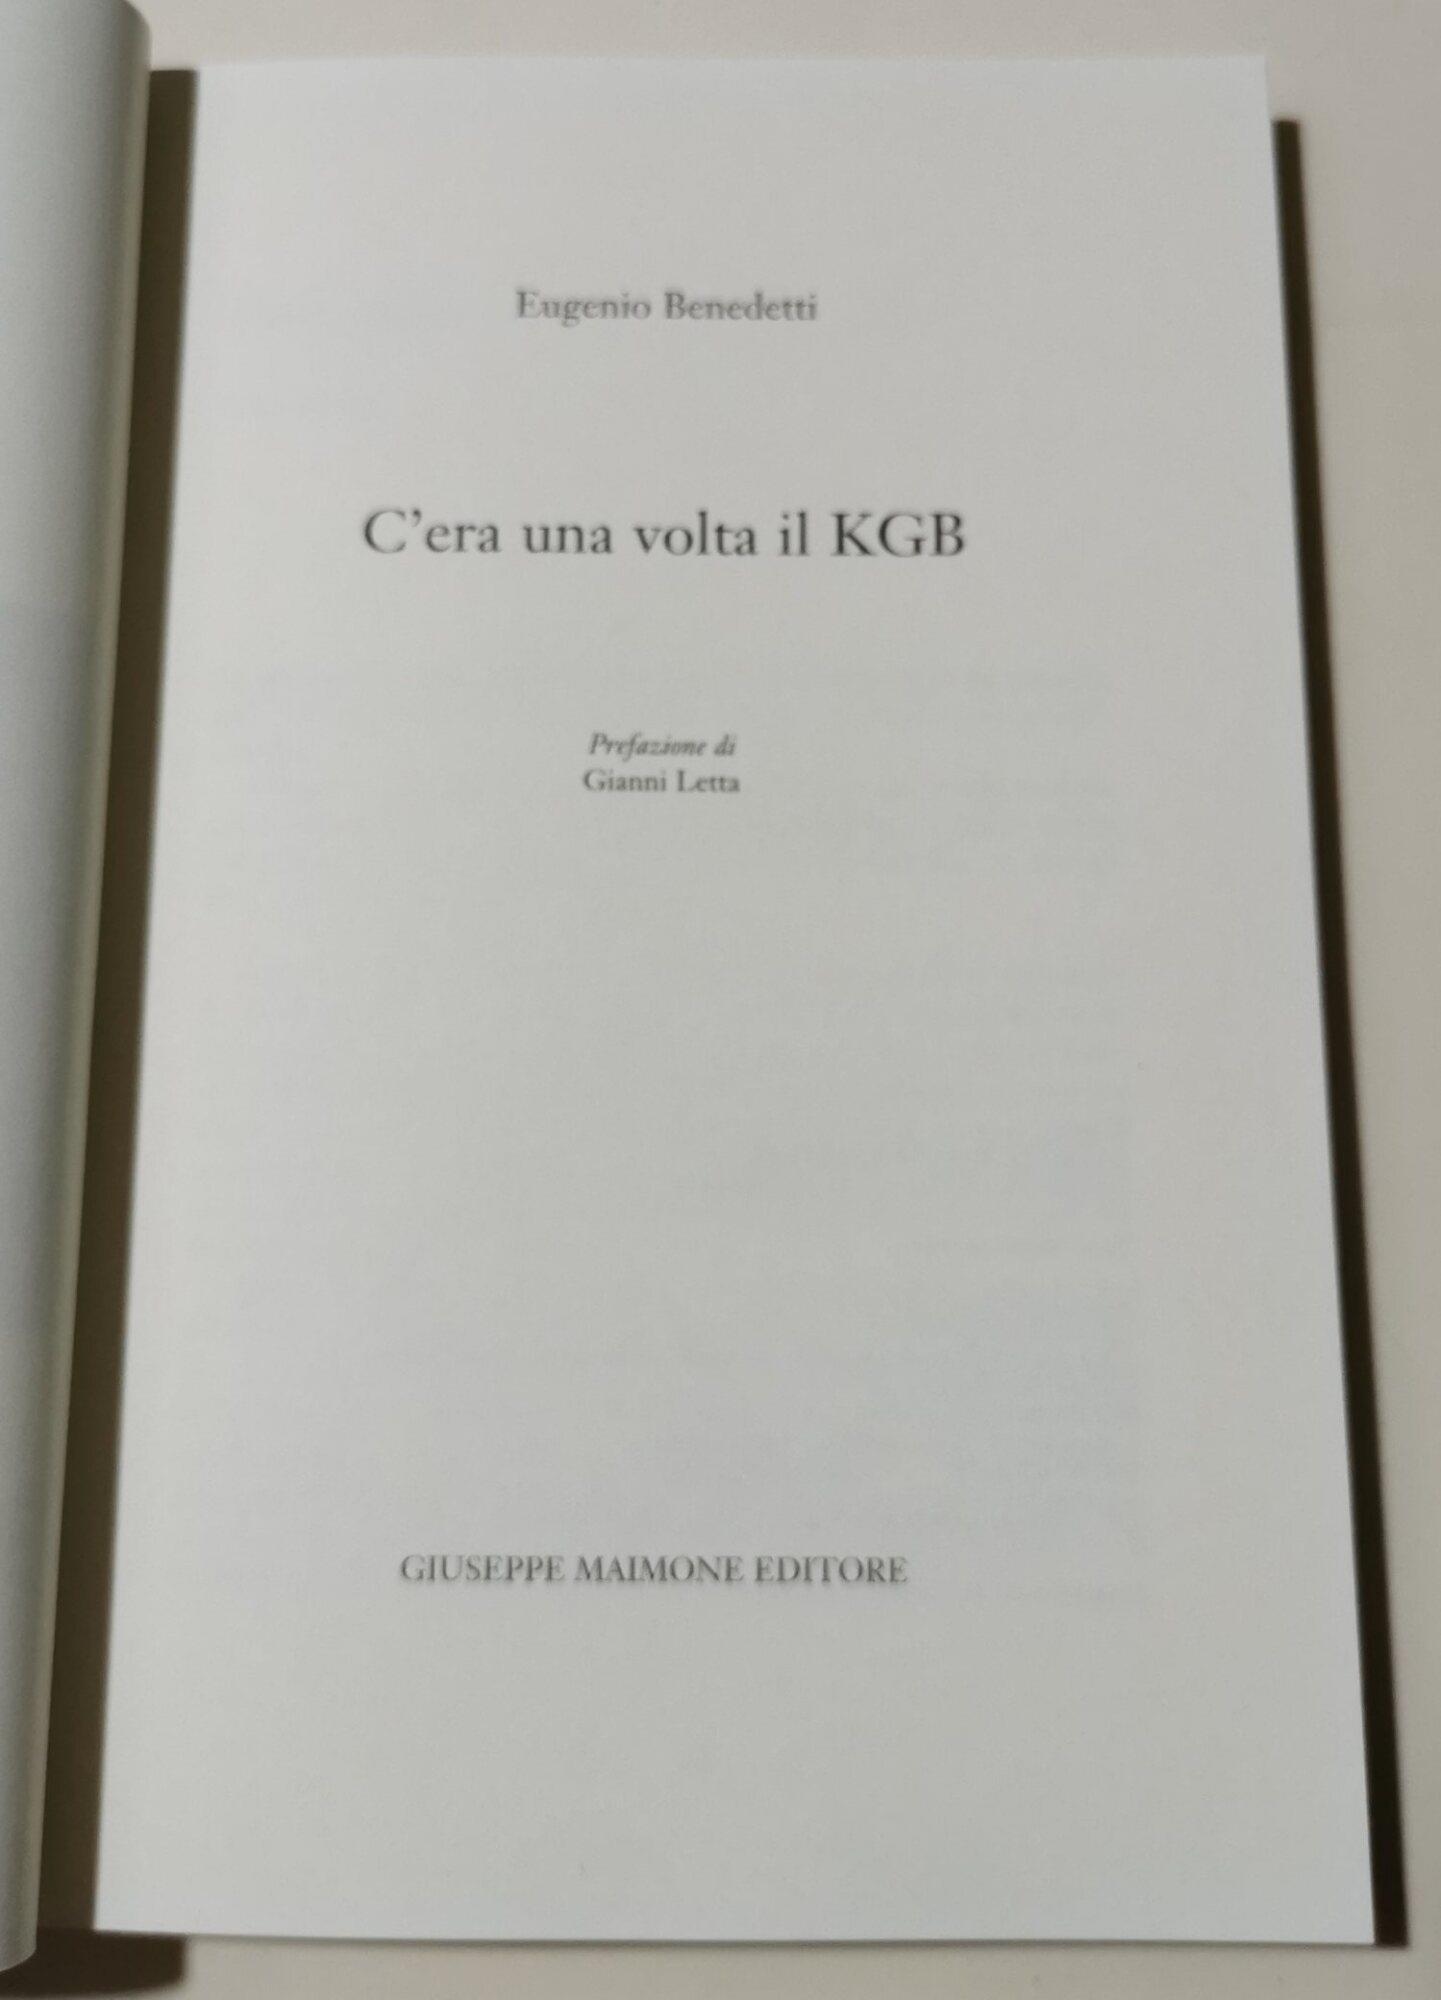 Eugenio Benedetti
C'era una volta il KGB
Prefazione di
Gianni Letta
GIUSEPPE MAIMONE EDITORE